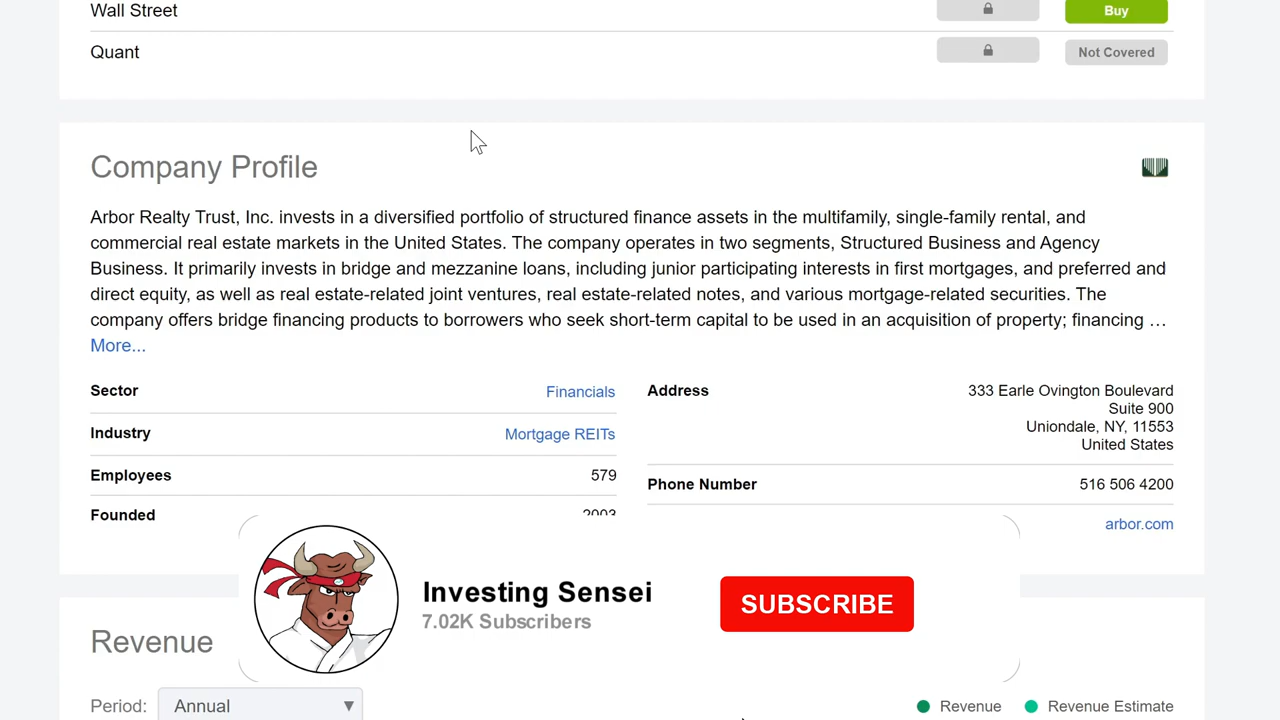 Wall Street
Buy
Quant
Not Covered
Company Profile
Arbor Realty Trust, Inc. invests in a diversified portfolio of structured finance assets in the multifamily, single-family rental, and
commercial real estate markets in the United States. The company operates in two segments, Structured Business and Agency
Business. It primarily invests in bridge and mezzanine loans, including junior participating interests in first mortgages, and preferred and
direct equity, as well as real estate-related joint ventures, real estate-related notes, and various mortgage-related securities. The
company offers bridge financing products to borrowers who seek short-term capital to be used in an acquisition of property; financing …
More...
Sector Financials
Industry Mortgage REITs
Employees 579
Founded 2003
Address 333 Earle Ovington Boulevard
Suite 900
Uniondale, NY, 11553
United States
Phone Number 516 506 4200
arbor.com
Investing Sensei
7.02K Subscribers
SUBSCRIBE
Revenue
Period: Annual
Revenue Revenue Estimate